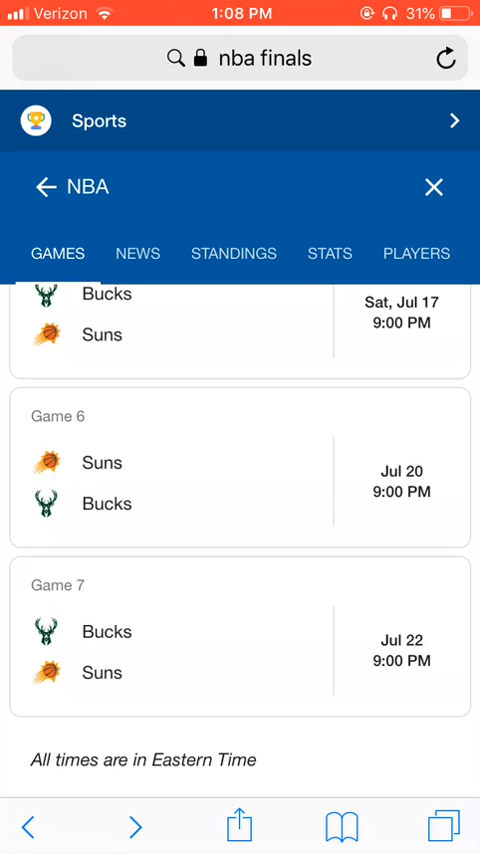 Verizon 1:08 PM 31%
nba finals
Sports
NBA
GAMES NEWS STANDINGS STATS PLAYERS
Bucks
Sat, Jul 17
9:00 PM
Suns
Game 6
Suns
Jul 20
9:00 PM
Bucks
Game 7
Bucks
Jul 22
9:00 PM
Suns
All times are in Eastern Time